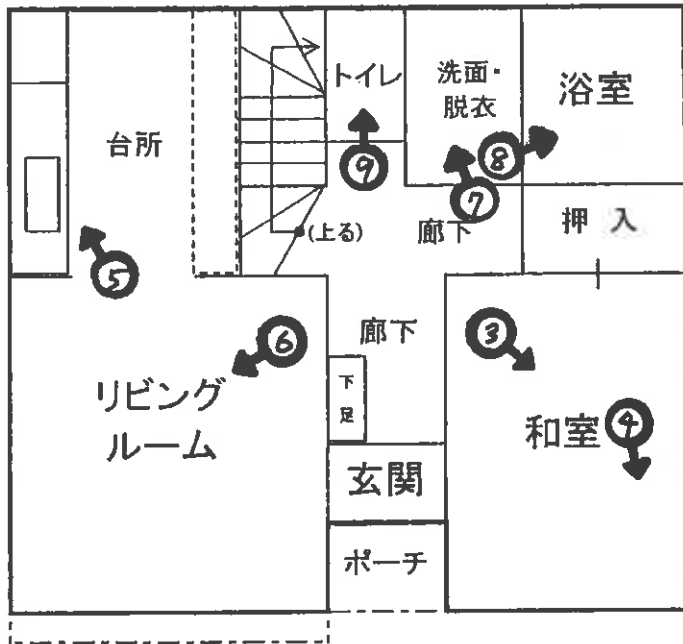 トイレ
洗面・
脱衣
浴室
台所
⑨
⑧
⑦
(上る)
廊下
押入
⑤
⑥
廊下
③
下
足
リビング
ルーム
和室
④
玄関
ポーチ